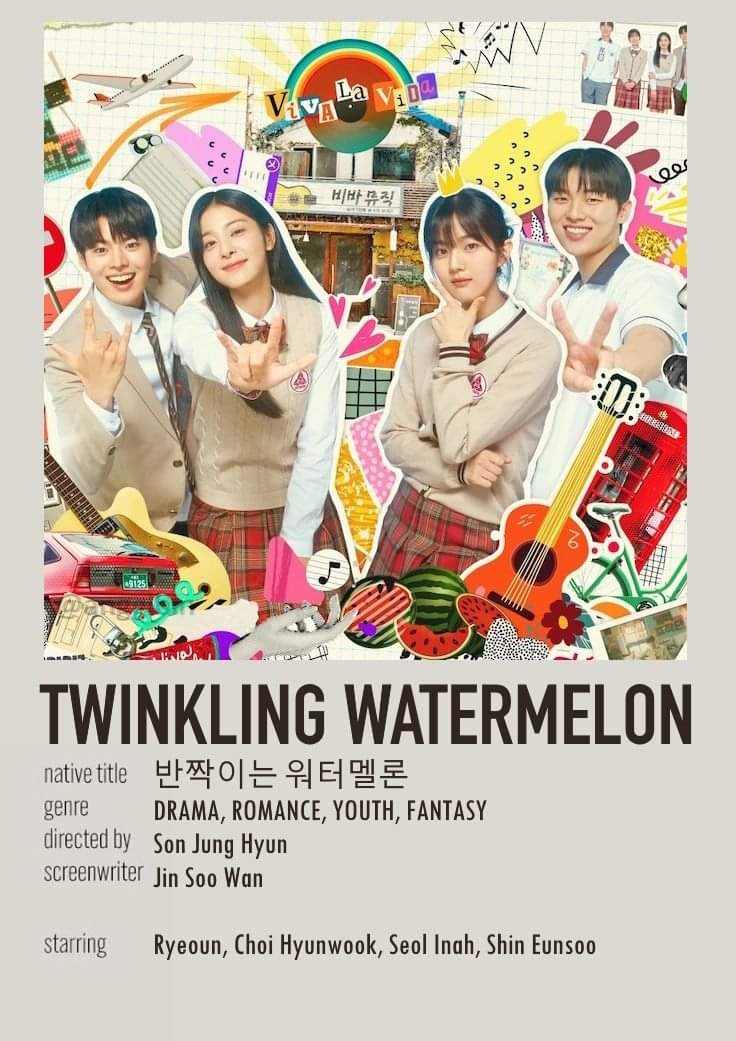 VIVA LA VIDA
비바 뮤직
9125
TWINKLING WATERMELON
native title 반짝이는 워터멜론
genre DRAMA, ROMANCE, YOUTH, FANTASY
directed by Son Jung Hyun
screenwriter Jin Soo Wan
starring Ryeoun, Choi Hyunwook, Seol Inah, Shin Eunsoo